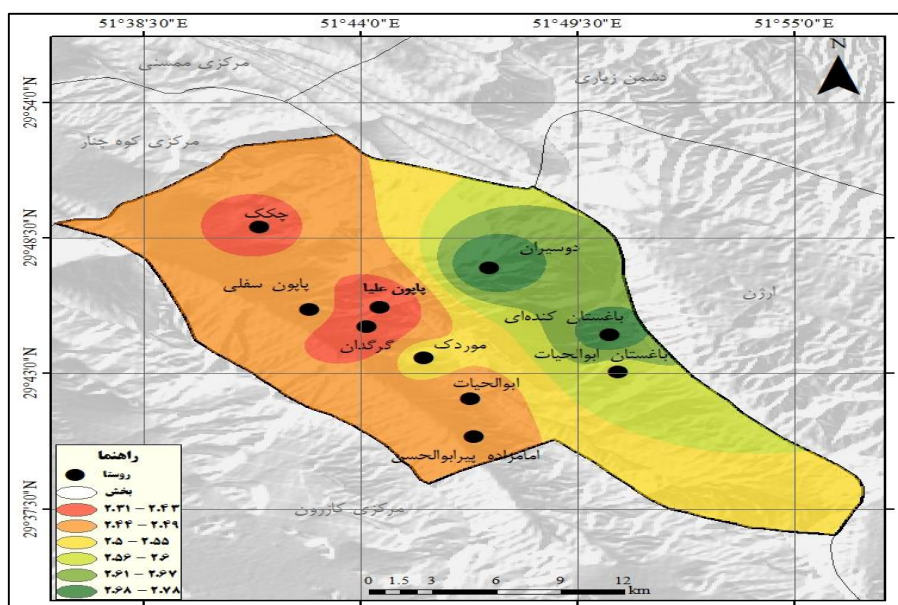 51°38'30"E 51°44'0"E 51°49'30"E 51°55'0"E
N
مرکزی ممسنی
دشمن زیاری
29°54'0"N
مرکزی کوه چنار
چکک
29°48'30"N
دوسیران
ارژن
پاپون سفلی
پاپون علیا
باغستان کنده‌ای
گرگدان
موردک
باغستان ابوالحیات
29°43'0"N
ابوالحیات
امامزاده پیرابوالحسن
مرکزی کازرون
29°37'30"N
راهنما
روستا
بخش
۲.۳۱ – ۲.۴۳
۲.۴۴ – ۲.۴۹
۲.۵ – ۲.۵۵
۲.۵۶ – ۲.۶
۲.۶۱ – ۲.۶۷
۲.۶۸ – ۲.۷۸
0 1.5 3 6 9 12
km